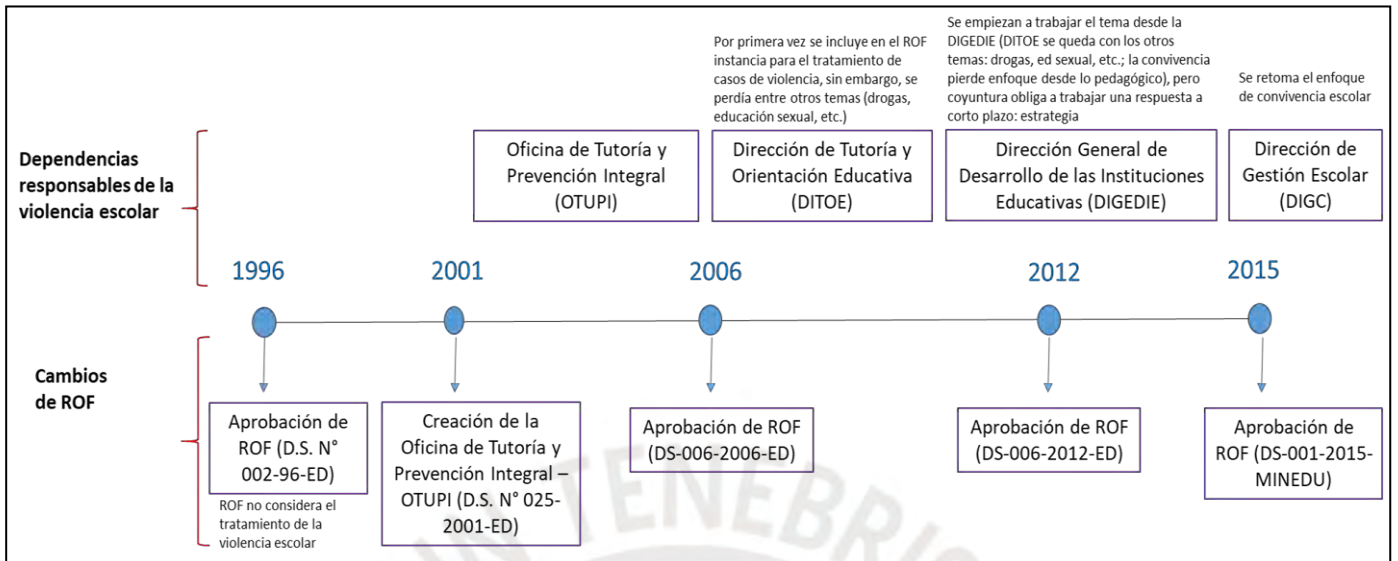 Por primera vez se incluye en el ROF
instancia para el tratamiento de
casos de violencia, sin embargo, se
perdía entre otros temas (drogas,
educación sexual, etc.)
Se empiezan a trabajar el tema desde la
DIGEDIE (DITOE se queda con los otros
temas: drogas, ed sexual, etc.; la convivencia
pierde enfoque desde lo pedagógico), pero
coyuntura obliga a trabajar una respuesta a
corto plazo: estrategia
Se retoma el enfoque
de convivencia escolar
Dependencias
responsables de la
violencia escolar
Oficina de Tutoría y
Prevención Integral
(OTUPI)
Dirección de Tutoría y
Orientación Educativa
(DITOE)
Dirección General de
Desarrollo de las Instituciones
Educativas (DIGEDIE)
Dirección de
Gestión Escolar
(DIGC)
1996
2001
2006
2012
2015
Cambios
de ROF
Aprobación de
ROF (D.S. N°
002-96-ED)
ROF no considera el
tratamiento de la
violencia escolar
Creación de la
Oficina de Tutoría y
Prevención Integral –
OTUPI (D.S. N° 025-
2001-ED)
Aprobación de ROF
(DS-006-2006-ED)
Aprobación de ROF
(DS-006-2012-ED)
Aprobación de
ROF (DS-001-2015-
MINEDU)
IN TENEBRIS